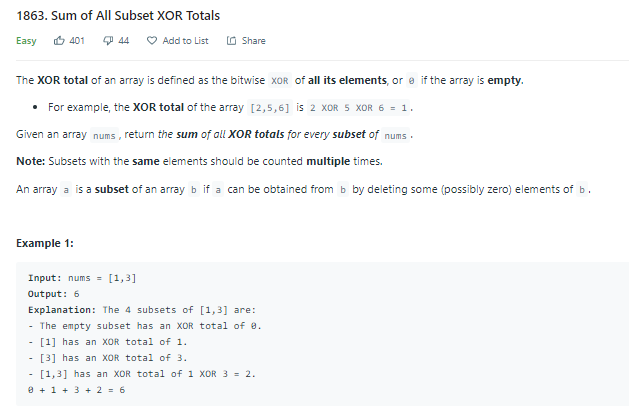 1863. Sum of All Subset XOR Totals
Easy 401 44 Add to List Share
The XOR total of an array is defined as the bitwise XOR of all its elements, or 0 if the array is empty.
• For example, the XOR total of the array [2,5,6] is 2 XOR 5 XOR 6 = 1.
Given an array nums, return the sum of all XOR totals for every subset of nums.
Note: Subsets with the same elements should be counted multiple times.
An array a is a subset of an array b if a can be obtained from b by deleting some (possibly zero) elements of b.
Example 1:
Input: nums = [1,3]
Output: 6
Explanation: The 4 subsets of [1,3] are:
- The empty subset has an XOR total of 0.
- [1] has an XOR total of 1.
- [3] has an XOR total of 3.
- [1,3] has an XOR total of 1 XOR 3 = 2.
0 + 1 + 3 + 2 = 6